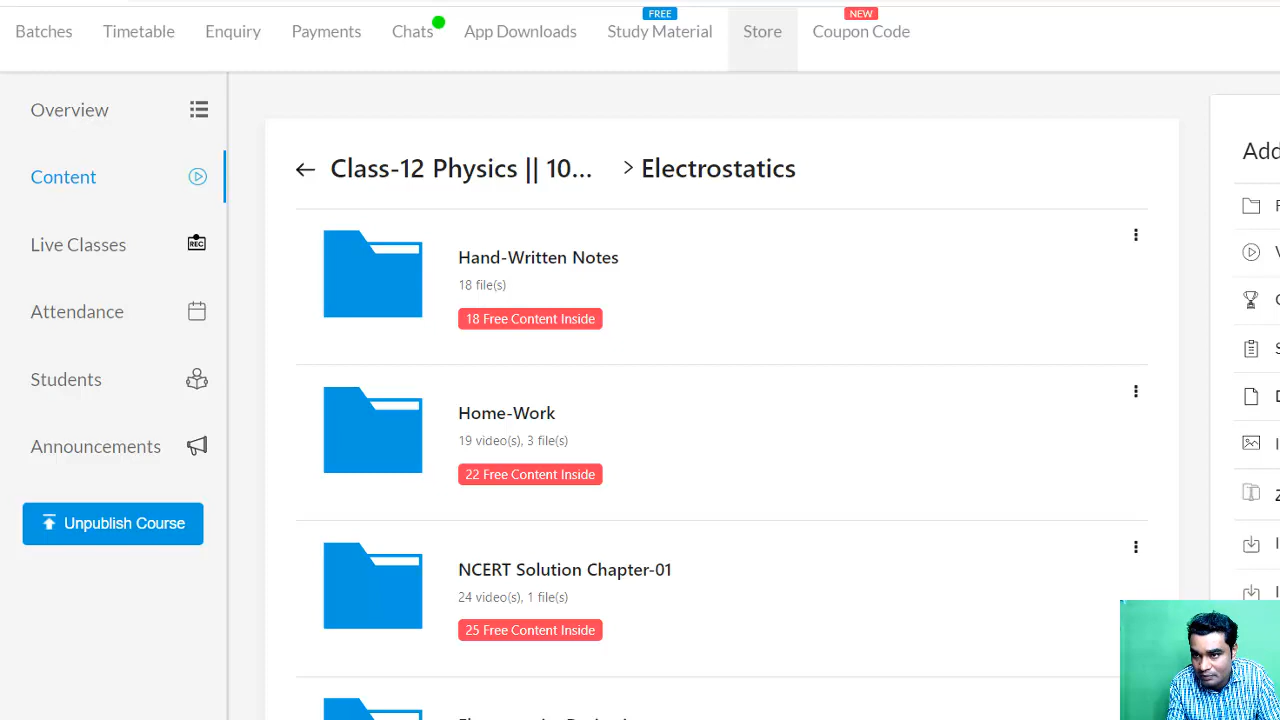 FREE
NEW
Batches Timetable Enquiry Payments Chats App Downloads Study Material Store Coupon Code
Overview
Content
Live Classes
REC
Attendance
Students
Announcements
Unpublish Course
← Class-12 Physics || 10... > Electrostatics
Hand-Written Notes
18 file(s)
18 Free Content Inside
Home-Work
19 video(s), 3 file(s)
22 Free Content Inside
NCERT Solution Chapter-01
24 video(s), 1 file(s)
25 Free Content Inside
Add